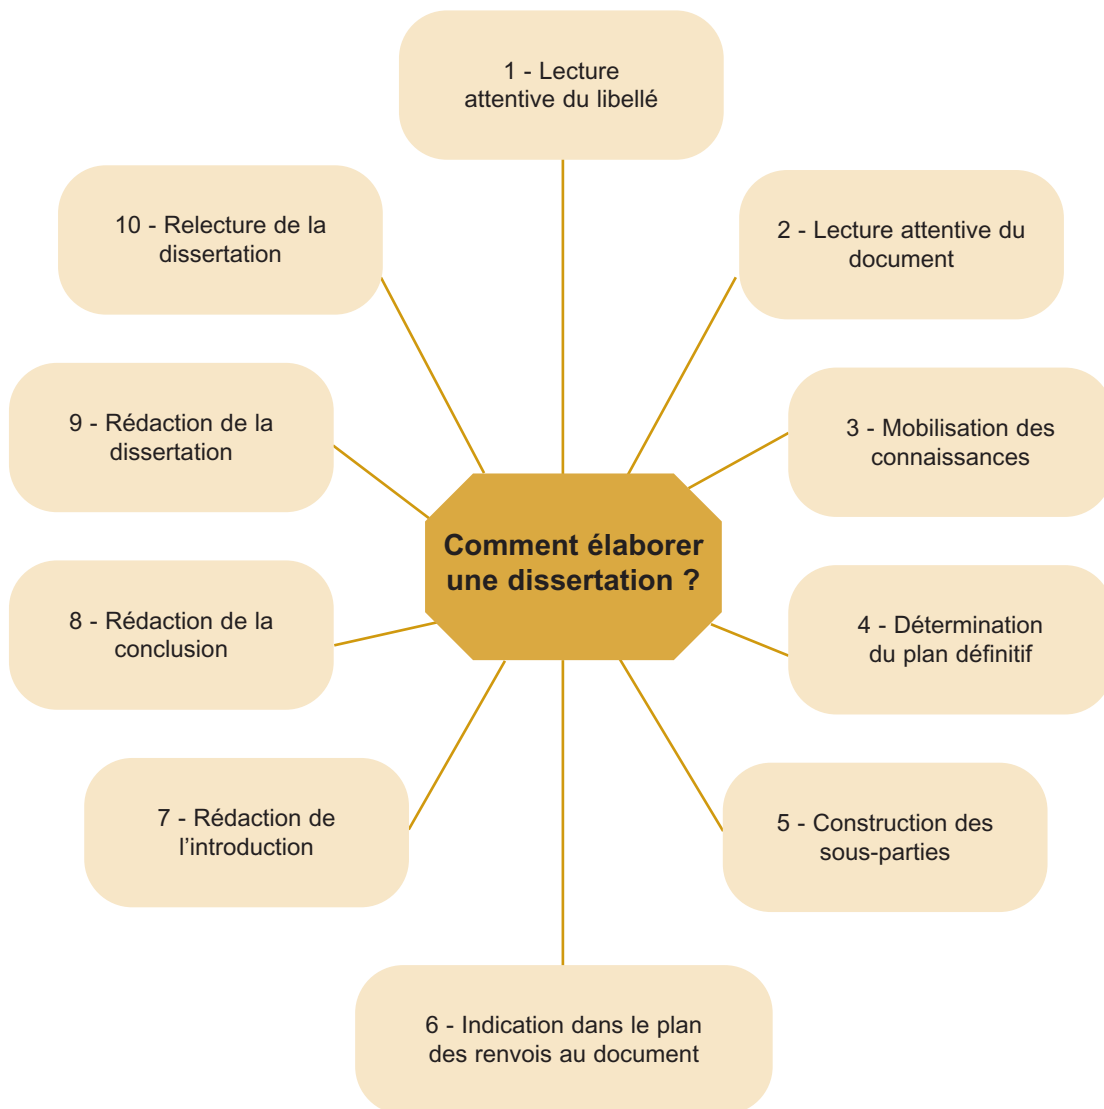 1 - Lecture
attentive du libellé
2 - Lecture attentive du
document
3 - Mobilisation des
connaissances
4 - Détermination
du plan définitif
5 - Construction des
sous-parties
6 - Indication dans le plan
des renvois au document
7 - Rédaction de
l’introduction
8 - Rédaction de la
conclusion
9 - Rédaction de la
dissertation
10 - Relecture de la
dissertation
Comment élaborer
une dissertation ?